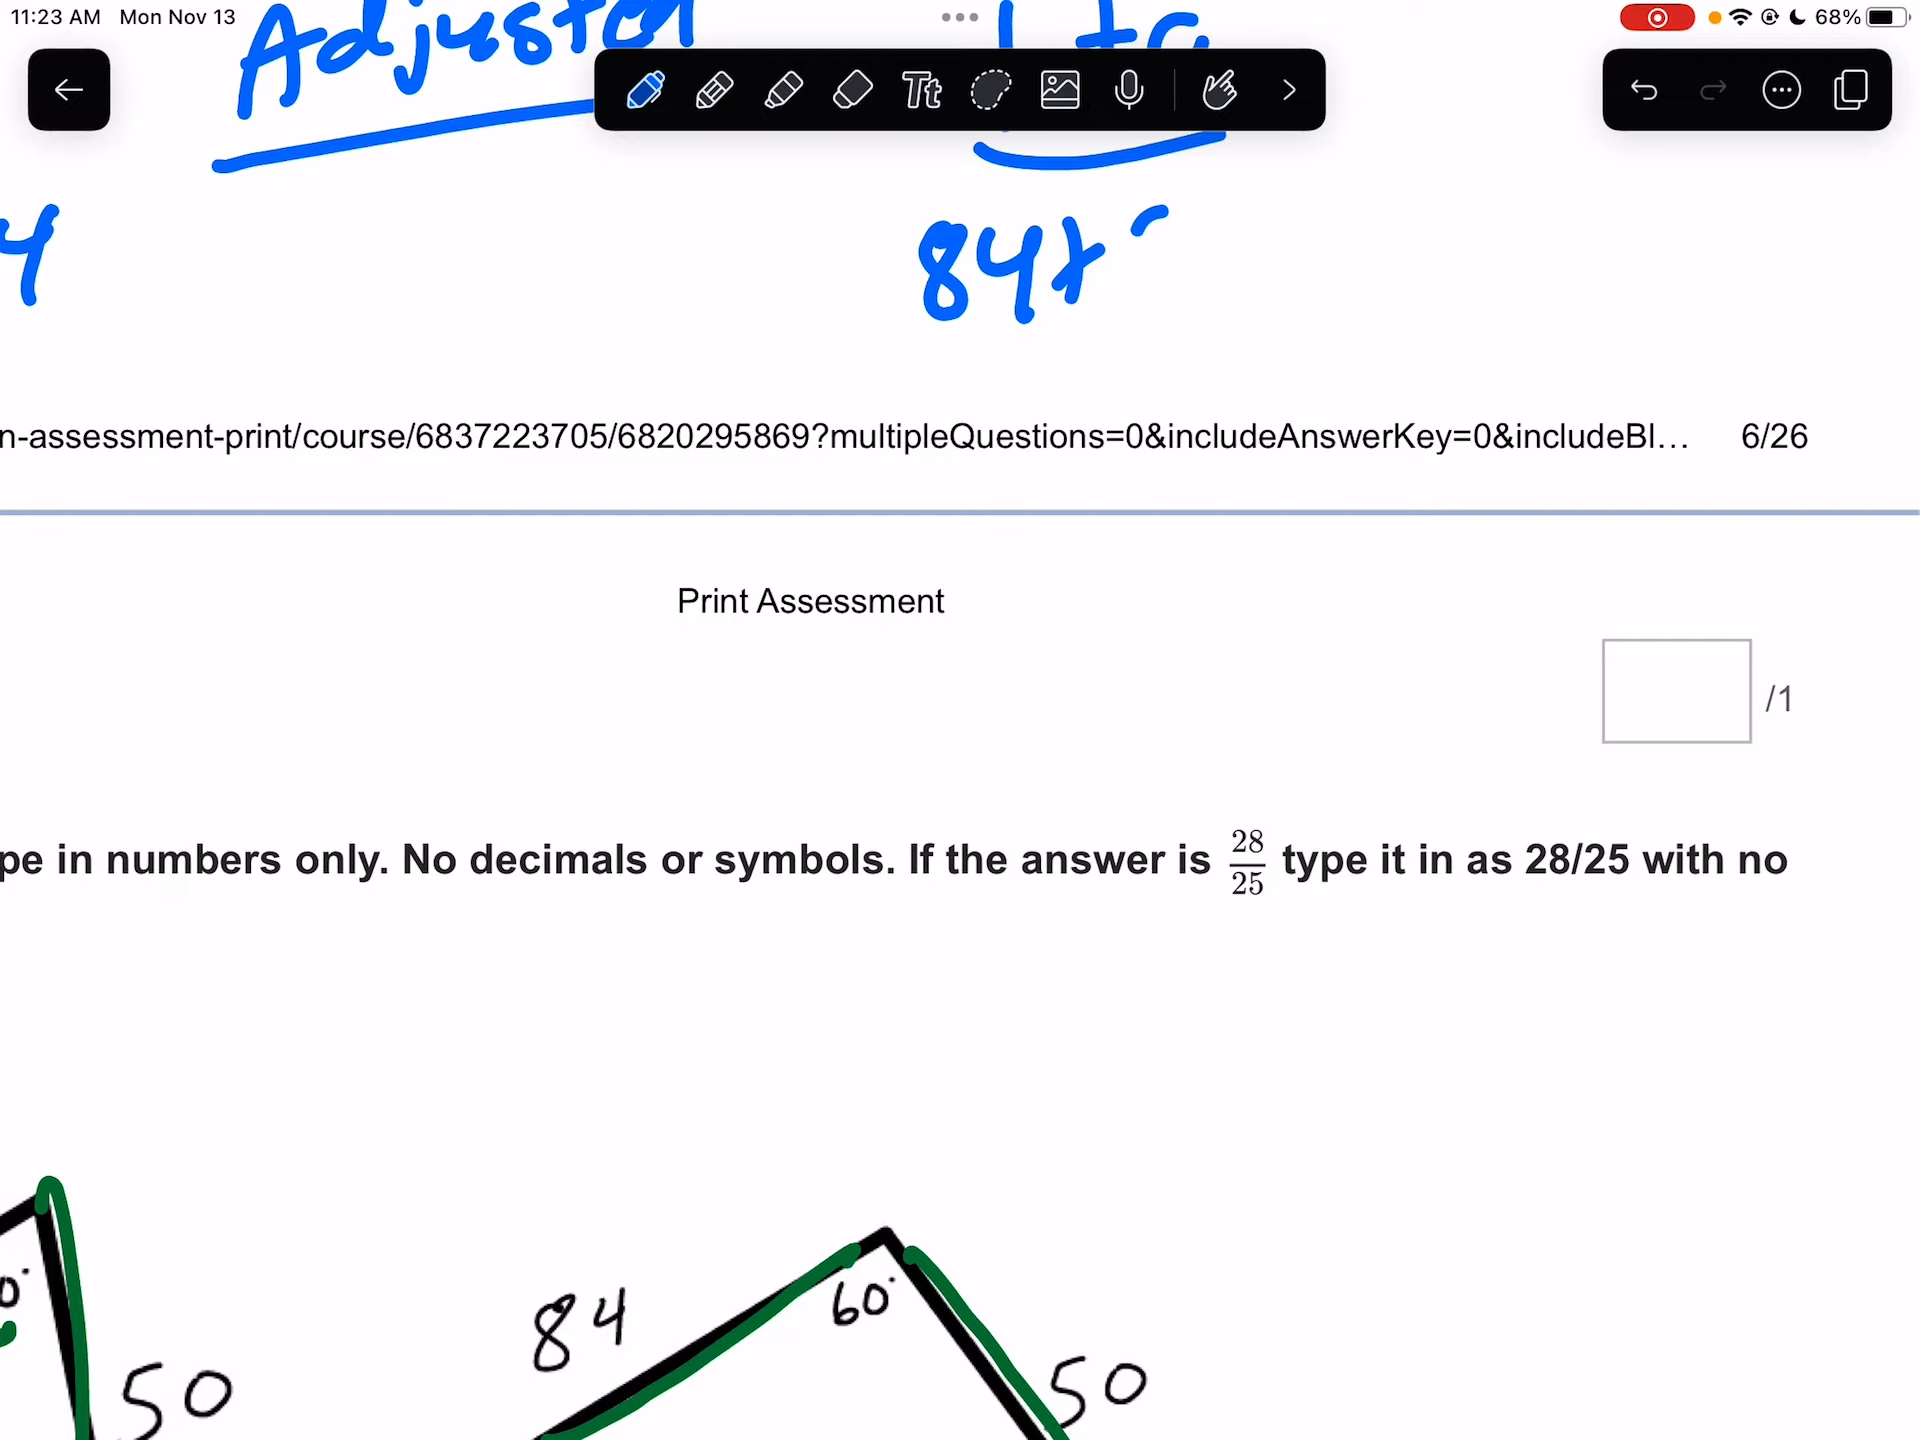 11:23 AM Mon Nov 13
68%
Tt
4
84+
n-assessment-print/course/6837223705/6820295869?multipleQuestions=0&includeAnswerKey=0&includeBl… 6/26
Print Assessment
/1
pe in numbers only. No decimals or symbols. If the answer is 28/25 type it in as 28/25 with no
84
60°
50
50